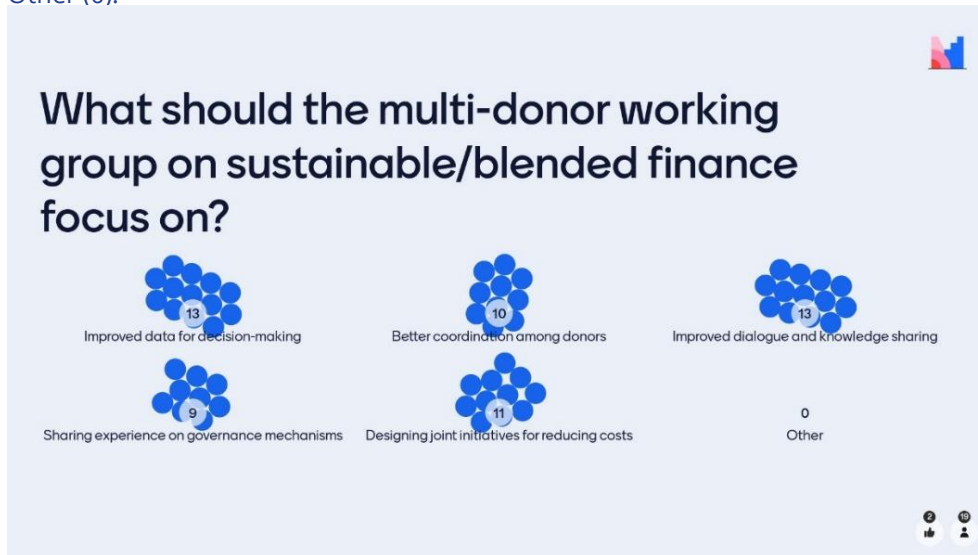 Other (0).
What should the multi-donor working
group on sustainable/blended finance
focus on?
13
Improved data for decision-making
10
Better coordination among donors
13
Improved dialogue and knowledge sharing
9
Sharing experience on governance mechanisms
11
Designing joint initiatives for reducing costs
0
Other
2
19